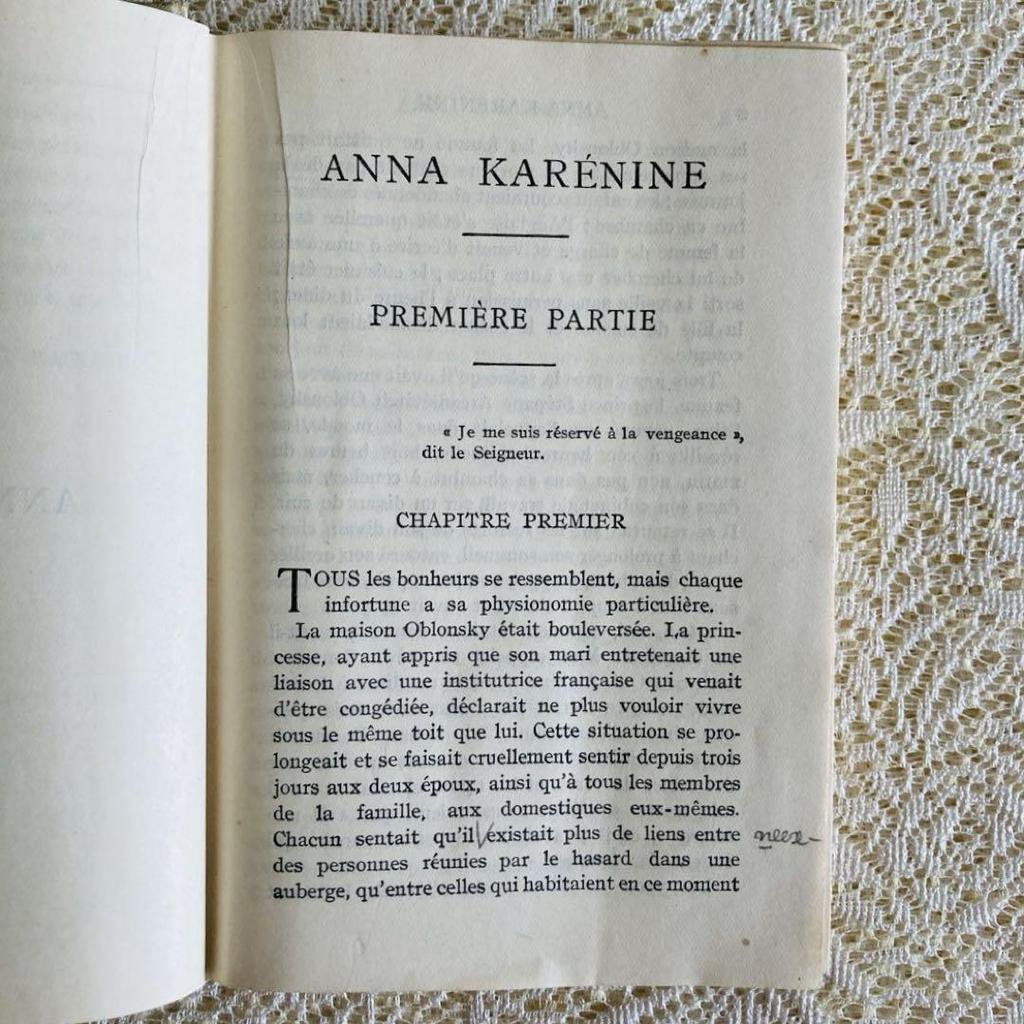 ANNA KARÉNINE
PREMIÈRE PARTIE
« Je me suis réservé à la vengeance »,
dit le Seigneur.
CHAPITRE PREMIER
TOUS les bonheurs se ressemblent, mais chaque
infortune a sa physionomie particulière.
La maison Oblonsky était bouleversée. La prin-
cesse, ayant appris que son mari entretenait une
liaison avec une institutrice française qui venait
d'être congédiée, déclarait ne plus vouloir vivre
sous le même toit que lui. Cette situation se pro-
longeait et se faisait cruellement sentir depuis trois
jours aux deux époux, ainsi qu'à tous les membres
de la famille, aux domestiques eux-mêmes.
Chacun sentait qu'il existait plus de liens entre
des personnes réunies par le hasard dans une
auberge, qu'entre celles qui habitaient en ce moment